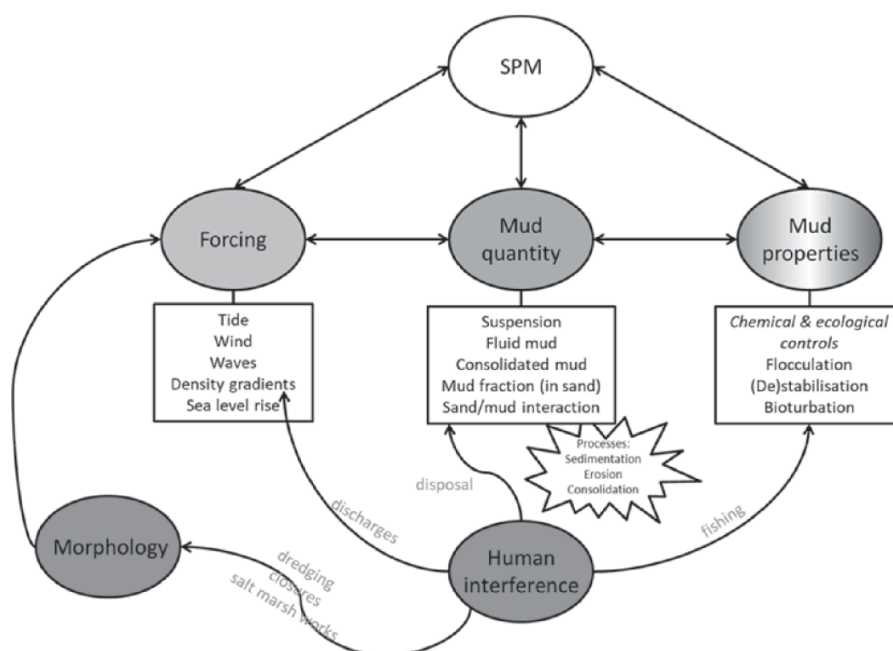 SPM
Forcing
Mud
quantity
Mud
properties
Tide
Wind
Waves
Density gradients
Sea level rise
Suspension
Fluid mud
Consolidated mud
Mud fraction (in sand)
Sand/mud interaction
Chemical & ecological
controls
Flocculation
(De)stabilisation
Bioturbation
Processes:
Sedimentation
Erosion
Consolidation
disposal
discharges
fishing
Morphology
dredging
closures
salt marsh works
Human
interference